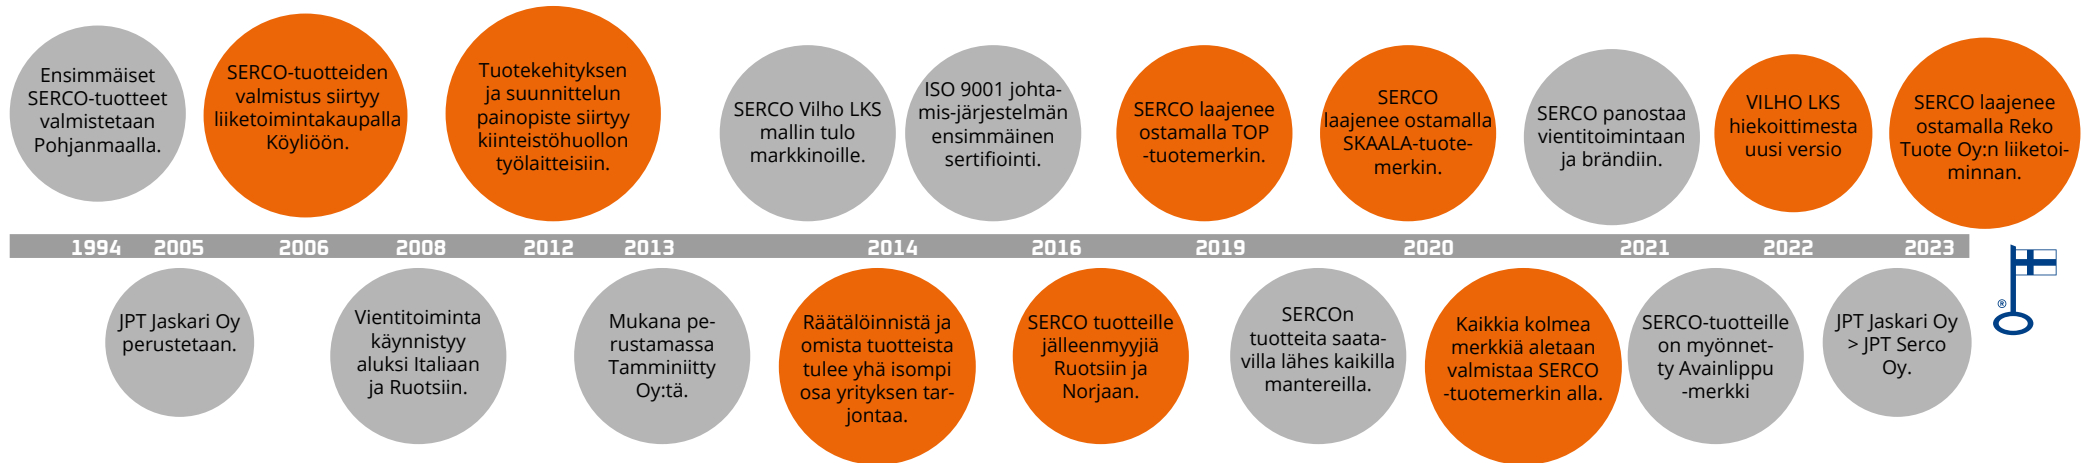 Ensimmäiset
SERCO-tuotteet
valmistetaan
Pohjanmaalla.
SERCO-tuotteiden
valmistus siirtyy
liiketoimintakaupalla
Köyliöön.
Tuotekehityksen
ja suunnittelun
painopiste siirtyy
kiinteistöhuollon
työlaitteisiin.
SERCO Vilho LKS
mallin tulo
markkinoille.
ISO 9001 johta-
mis-järjestelmän
ensimmäinen
sertifiointi.
SERCO laajenee
ostamalla TOP
-tuotemerkin.
SERCO
laajenee ostamalla
SKAALA-tuote-
merkin.
SERCO panostaa
vientitoimintaan
ja brändiin.
VILHO LKS
hiekoittimesta
uusi versio
SERCO laajenee
ostamalla Reko
Tuote Oy:n liiketoi-
minnan.
1994 2005 2006 2008 2012 2013 2014 2016 2019 2020 2021 2022 2023
JPT Jaskari Oy
perustetaan.
Vientitoiminta
käynnistyy
aluksi Italiaan
ja Ruotsiin.
Mukana pe-
rustamassa
Tamminiitty
Oy:tä.
Räätälöinnistä ja
omista tuotteista
tulee yhä isompi
osa yrityksen tar-
jontaa.
SERCO tuotteille
jälleenmyyjiä
Ruotsiin ja
Norjaan.
SERCOn
tuotteita saata-
villa lähes kaikilla
mantereilla.
Kaikkia kolmea
merkkiä aletaan
valmistaa SERCO
-tuotemerkin alla.
SERCO-tuotteille
on myönnet-
ty Avainlippu
-merkki
JPT Jaskari Oy
> JPT Serco
Oy.
®